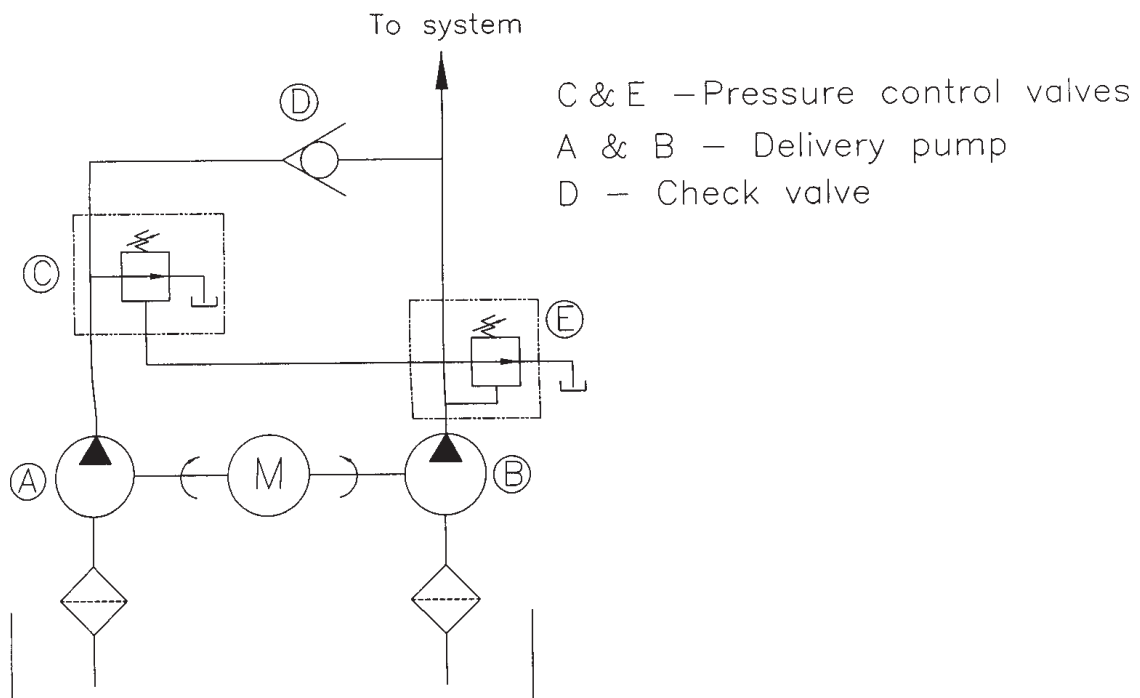 To system
D
C & E – Pressure control valves
A & B – Delivery pump
D – Check valve
C
E
A
M
B